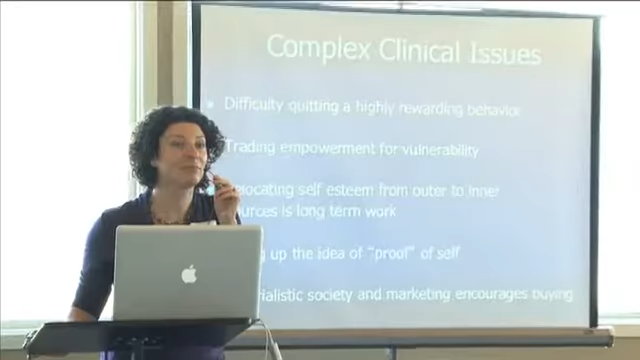 Complex Clinical Issues
Difficulty quitting a highly rewarding behavior
Trading empowerment for vulnerability
self esteem from outer to inner
is long term work
up the idea of "proof" of self
society and marketing encourages buying